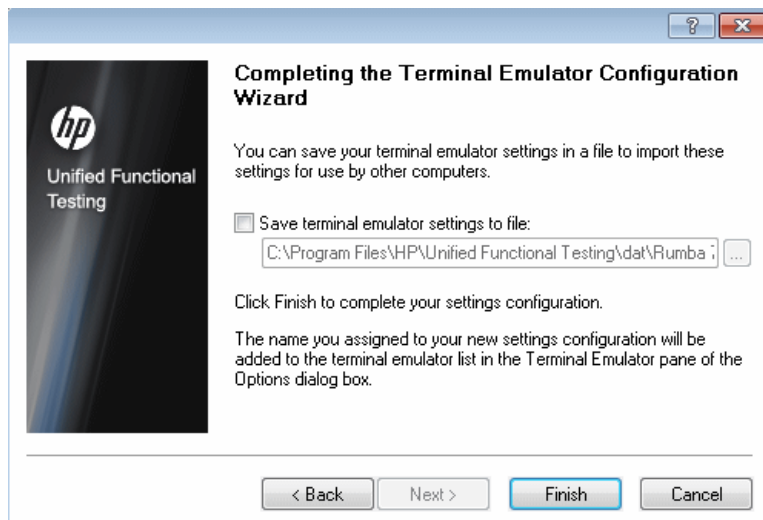 ?
X
Completing the Terminal Emulator Configuration
Wizard
hp
Unified Functional
Testing
You can save your terminal emulator settings in a file to import these
settings for use by other computers.
Save terminal emulator settings to file:
C:\Program Files\HP\Unified Functional Testing\dat\Rumba
...
Click Finish to complete your settings configuration.
The name you assigned to your new settings configuration will be
added to the terminal emulator list in the Terminal Emulator pane of the
Options dialog box.
< Back
Next >
Finish
Cancel